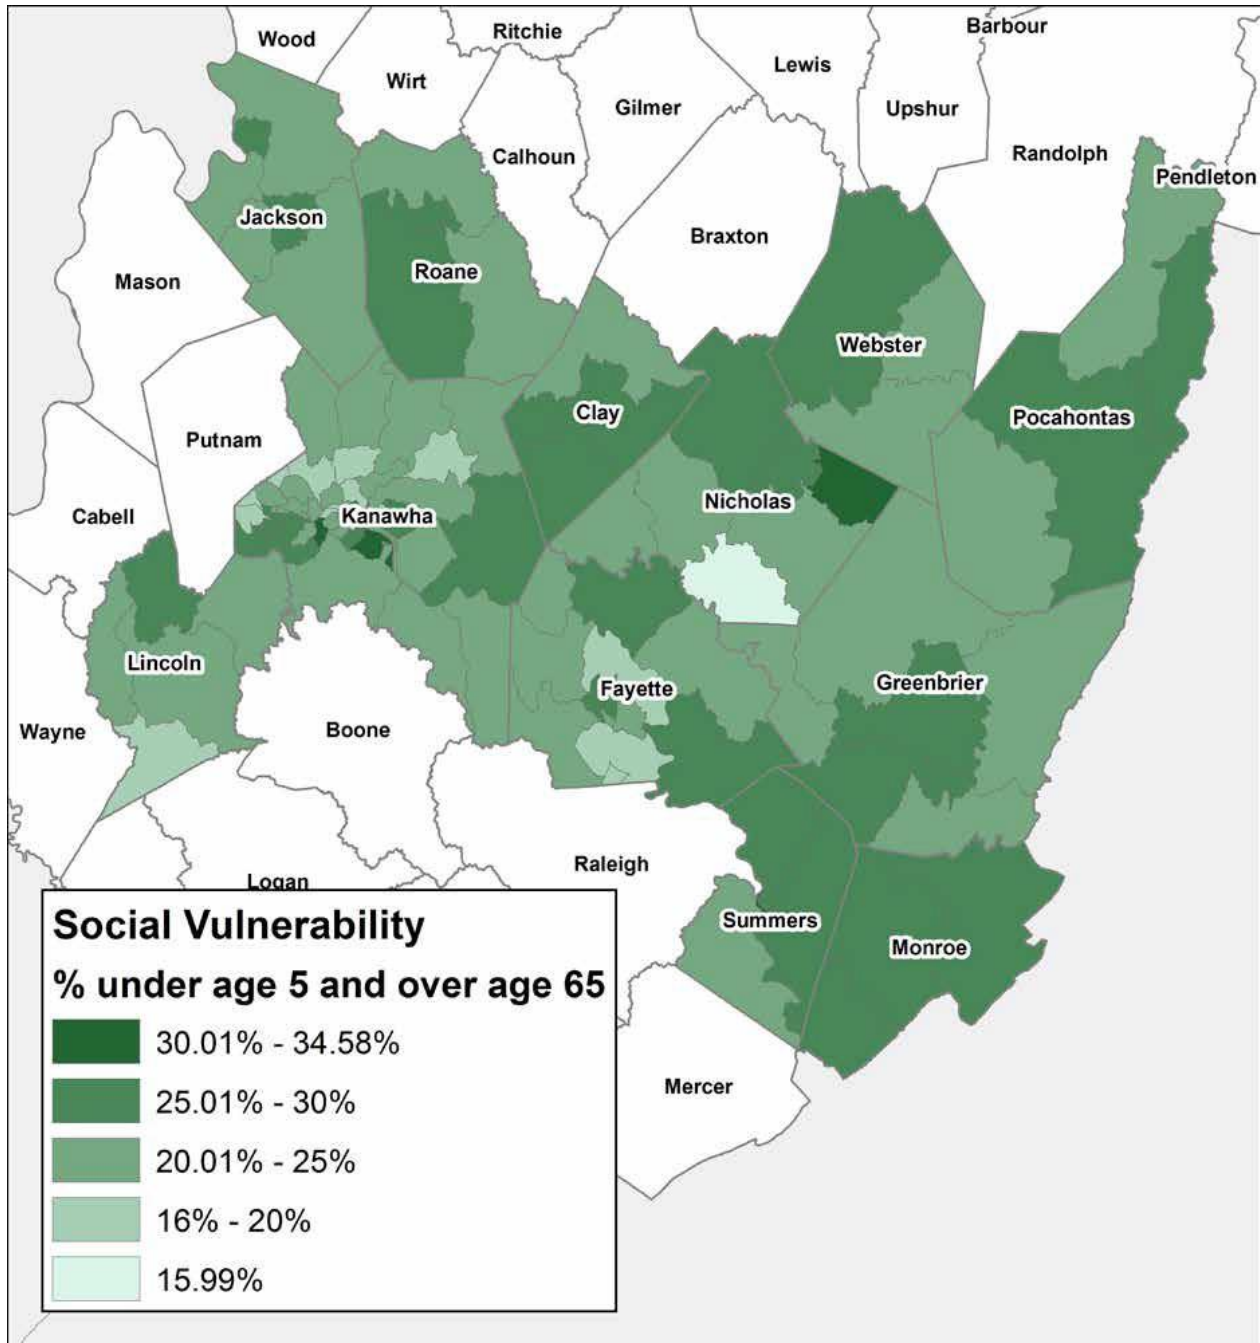 Wood
Ritchie
Barbour
Wirt
Lewis
Gilmer
Upshur
Calhoun
Randolph
Pendleton
Jackson
Braxton
Roane
Mason
Webster
Clay
Pocahontas
Putnam
Nicholas
Cabell
Kanawha
Lincoln
Fayette
Greenbrier
Wayne
Boone
Raleigh
Logan
Summers
Monroe
Mercer
Social Vulnerability
% under age 5 and over age 65
30.01% - 34.58%
25.01% - 30%
20.01% - 25%
16% - 20%
15.99%